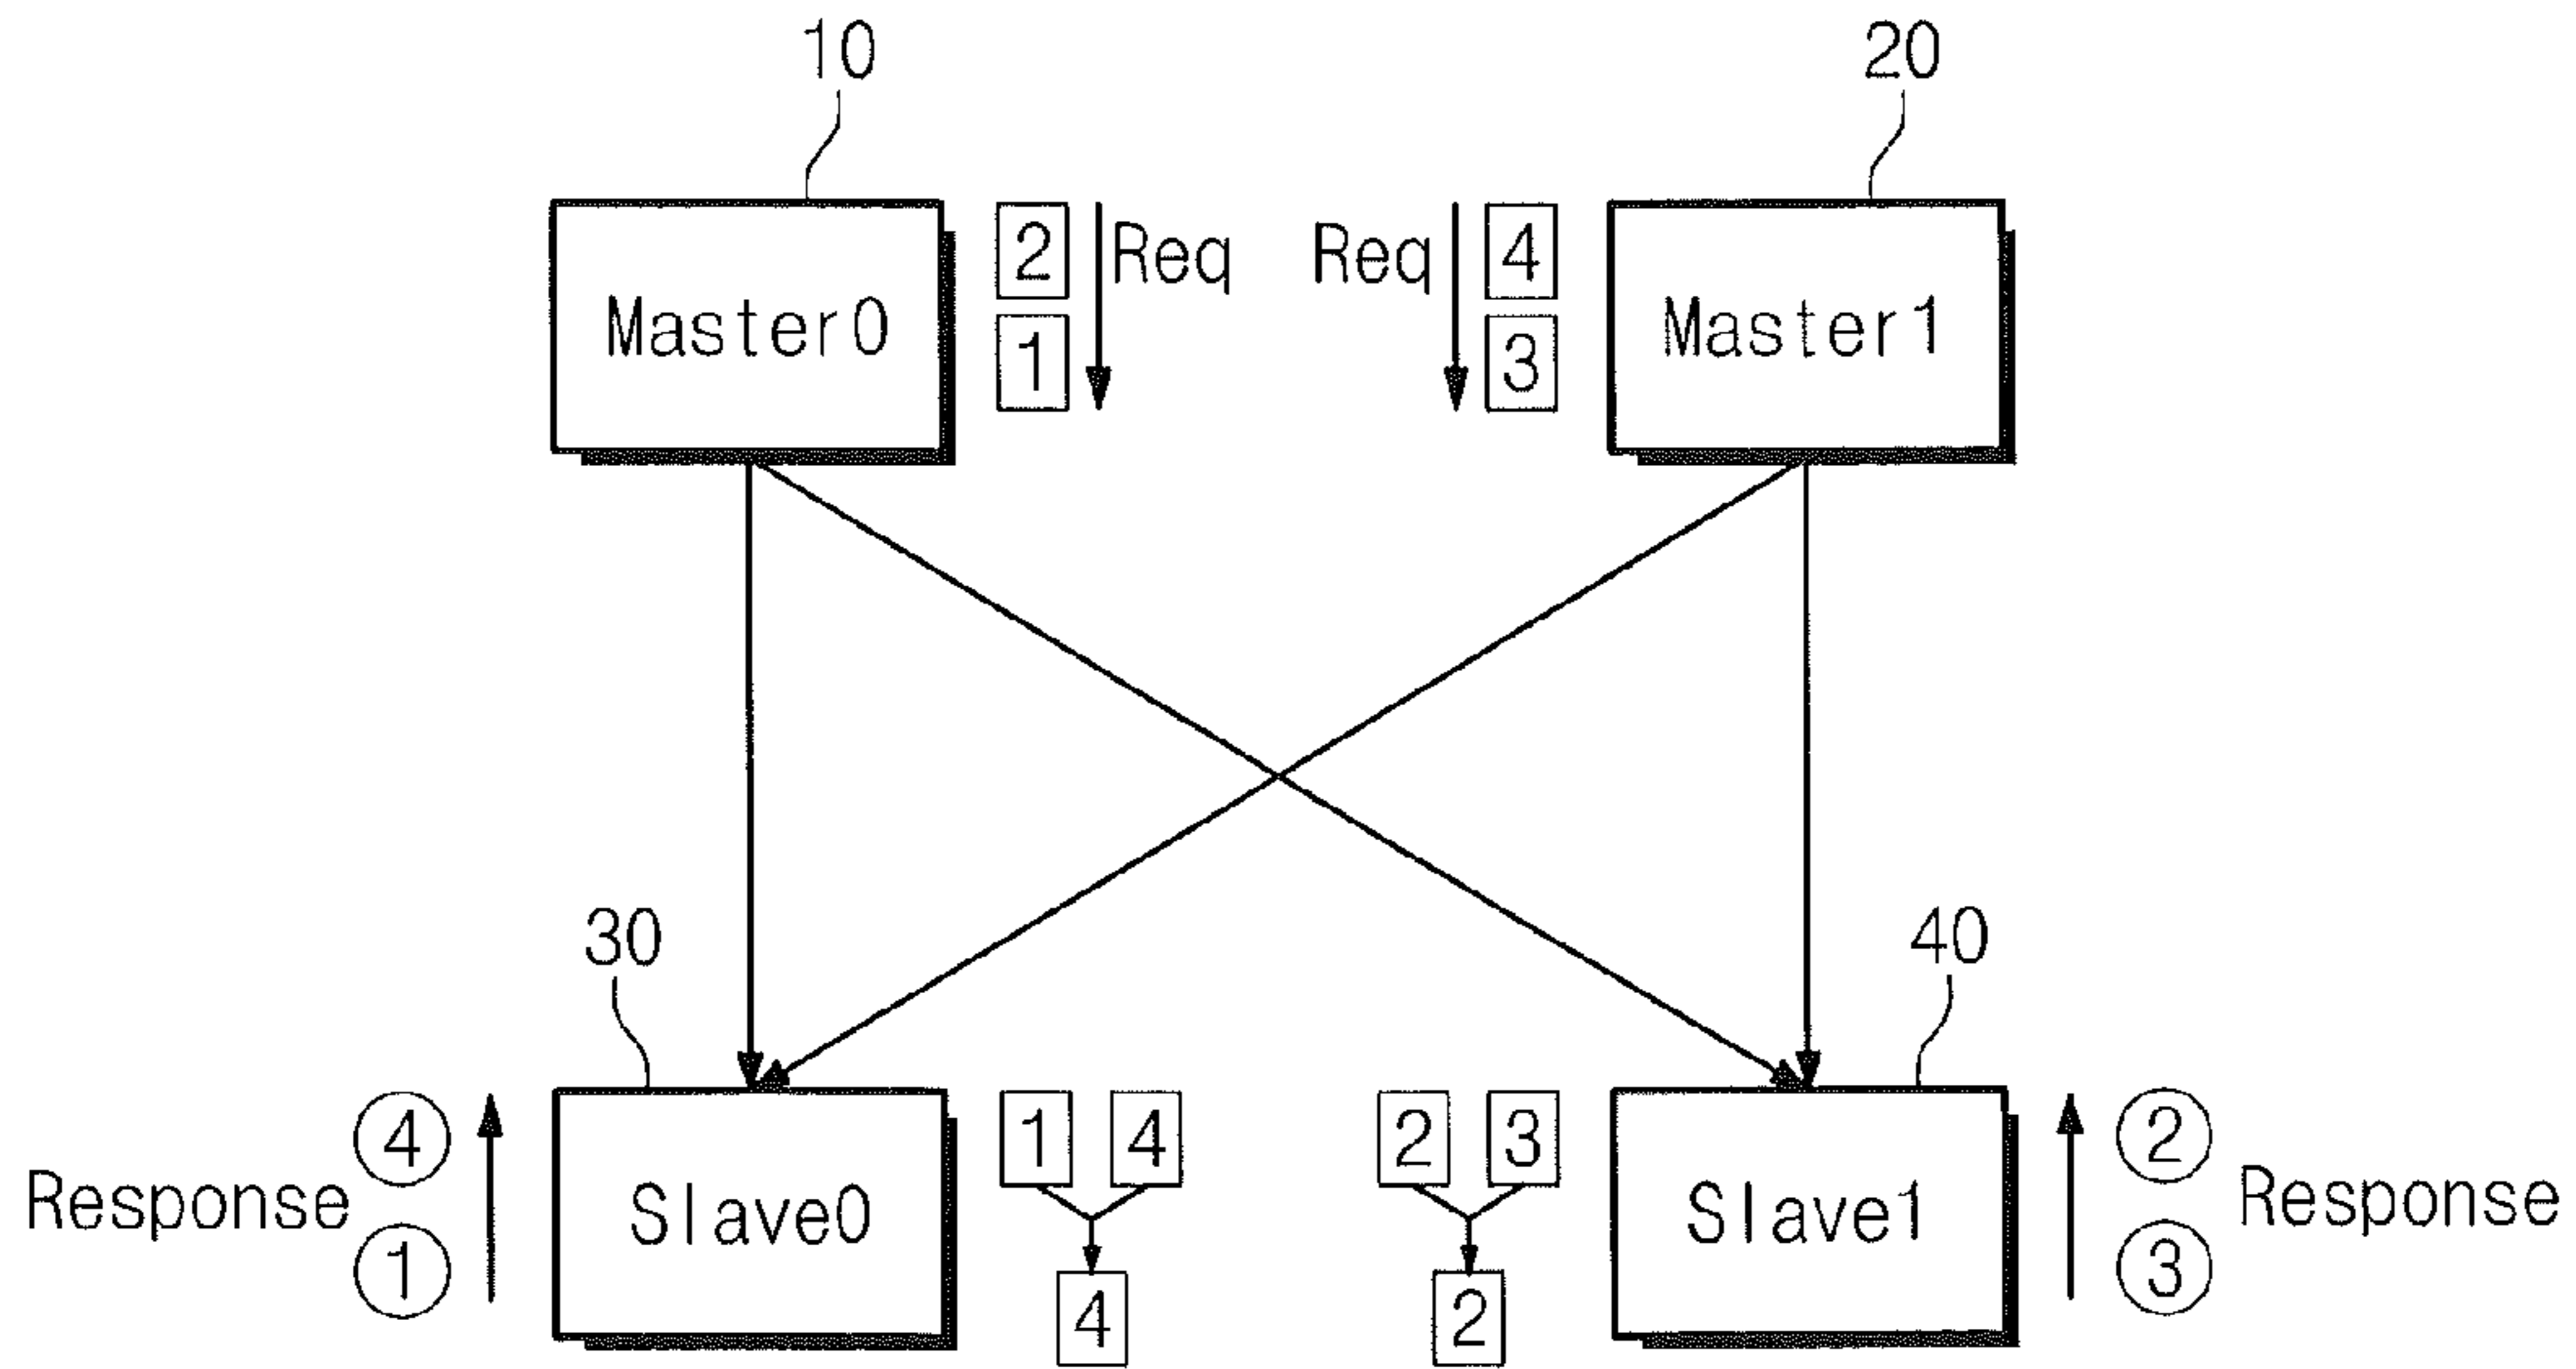 10 20
2 Req Req 4
Master0 1 3 Master1
30 40
4 1 4 2 3 2
Response Slave0 Slave1 Response
1 4 2 3